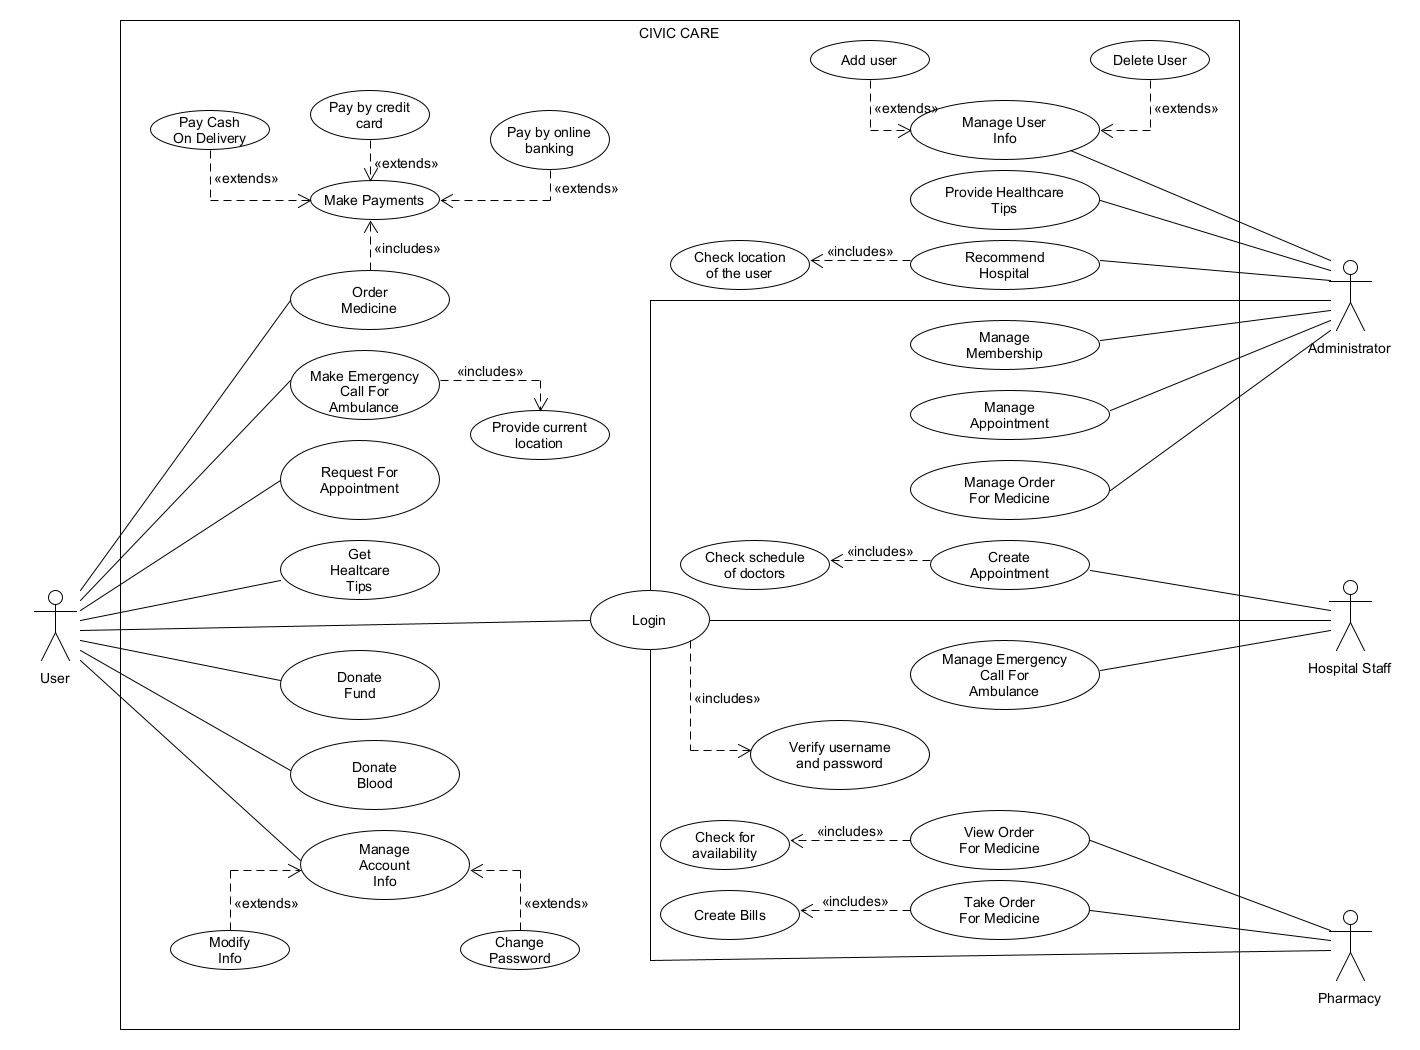 CIVIC CARE
Add user
Delete User
«extends»
«extends»
Pay Cash
On Delivery
Pay by credit
card
Pay by online
banking
«extends»
«extends»
«extends»
Make Payments
«includes»
Order
Medicine
Make Emergency
Call For
Ambulance
«includes»
Provide current
location
Request For
Appointment
Get
Healtcare
Tips
User
Donate
Fund
Donate
Blood
Manage
Account
Info
«extends»
«extends»
Modify
Info
Change
Password
Login
«includes»
Verify username
and password
Manage User
Info
Provide Healthcare
Tips
Check location
of the user
«includes»
Recommend
Hospital
Administrator
Manage
Membership
Manage
Appointment
Manage Order
For Medicine
Check schedule
of doctors
«includes»
Create
Appointment
Hospital Staff
Manage Emergency
Call For
Ambulance
Check for
availability
«includes»
View Order
For Medicine
Create Bills
«includes»
Take Order
For Medicine
Pharmacy